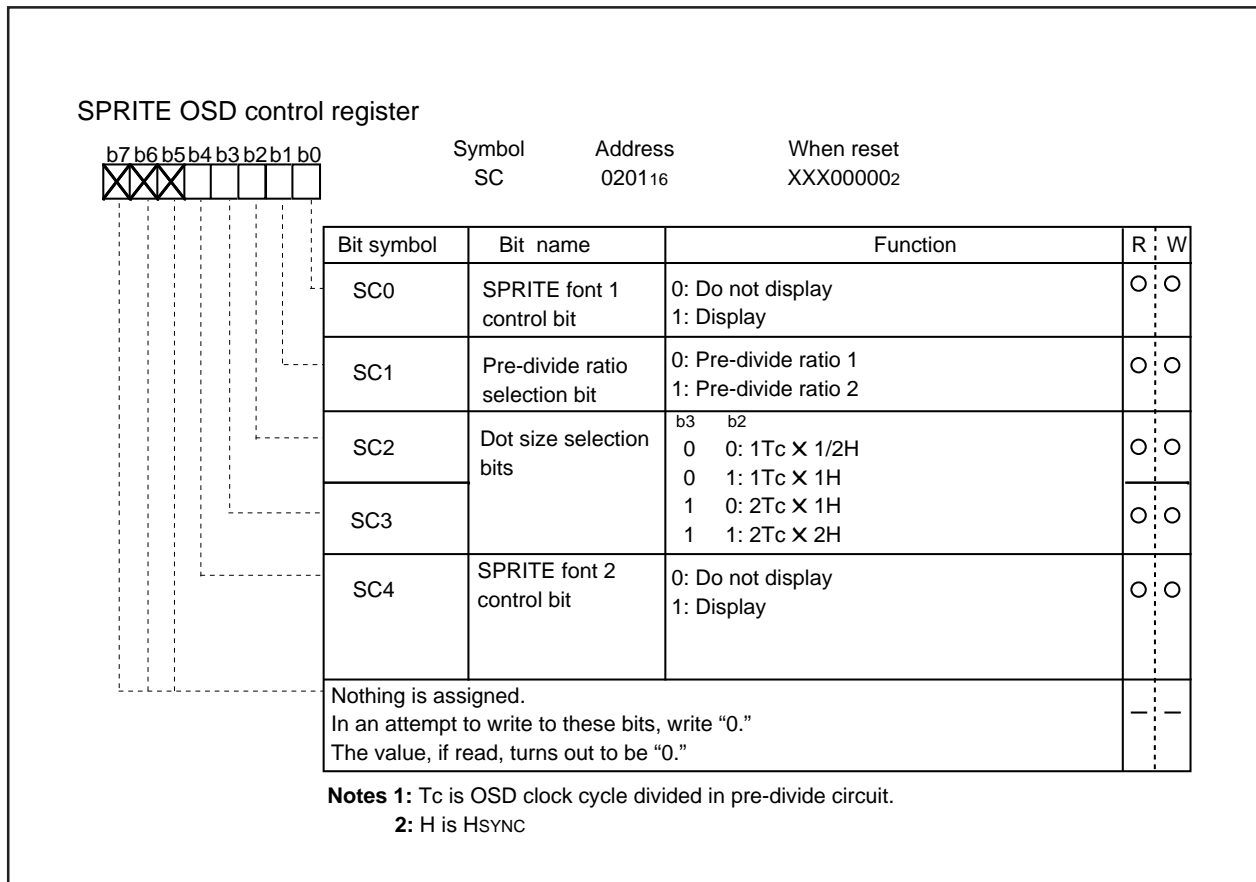 SPRITE OSD control register
b7 b6 b5 b4 b3 b2 b1 b0
Symbol Address When reset
SC 020116 XXX000002
Bit symbol Bit name Function R W
SC0 SPRITE font 1 control bit 0: Do not display
1: Display
SC1 Pre-divide ratio selection bit 0: Pre-divide ratio 1
1: Pre-divide ratio 2
SC2 Dot size selection bits b3 b2
0 0: 1Tc X 1/2H
0 1: 1Tc X 1H
SC3 1 0: 2Tc X 1H
1 1: 2Tc X 2H
SC4 SPRITE font 2 control bit 0: Do not display
1: Display
Nothing is assigned.
In an attempt to write to these bits, write “0.”
The value, if read, turns out to be “0.”
Notes 1: Tc is OSD clock cycle divided in pre-divide circuit.
2: H is HSYNC